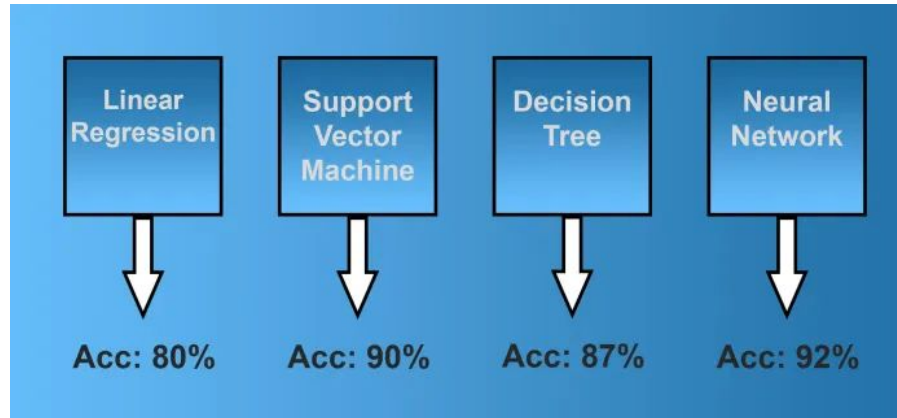 Linear
Regression
Support
Vector
Machine
Decision
Tree
Neural
Network
Acc: 80%
Acc: 90%
Acc: 87%
Acc: 92%